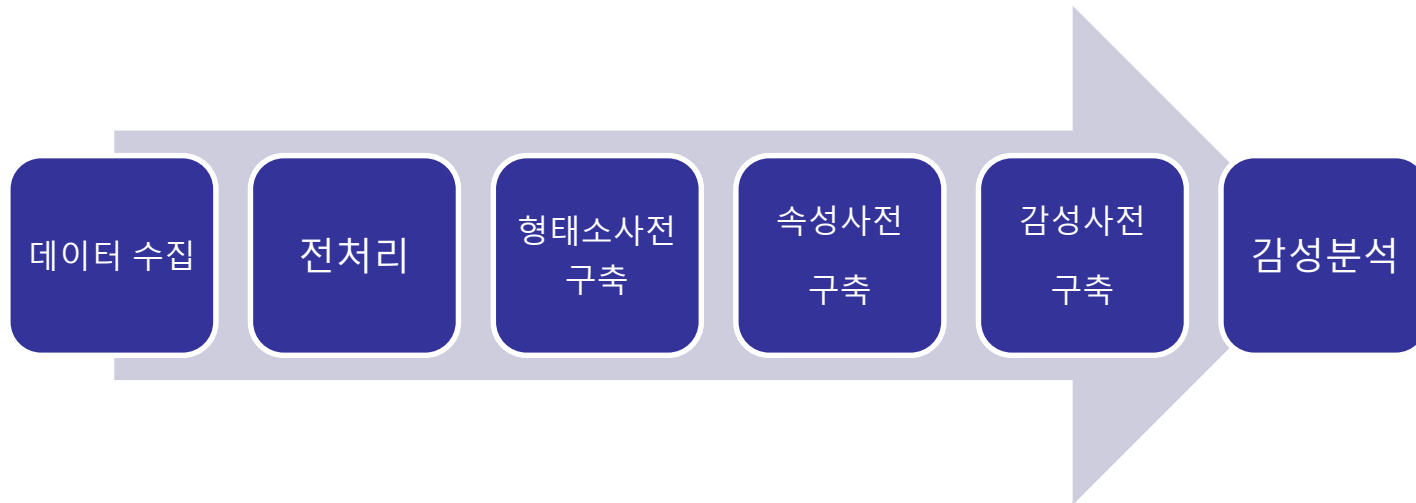 데이터 수집
전처리
형태소사전
구축
속성사전
구축
감성사전
구축
감성분석